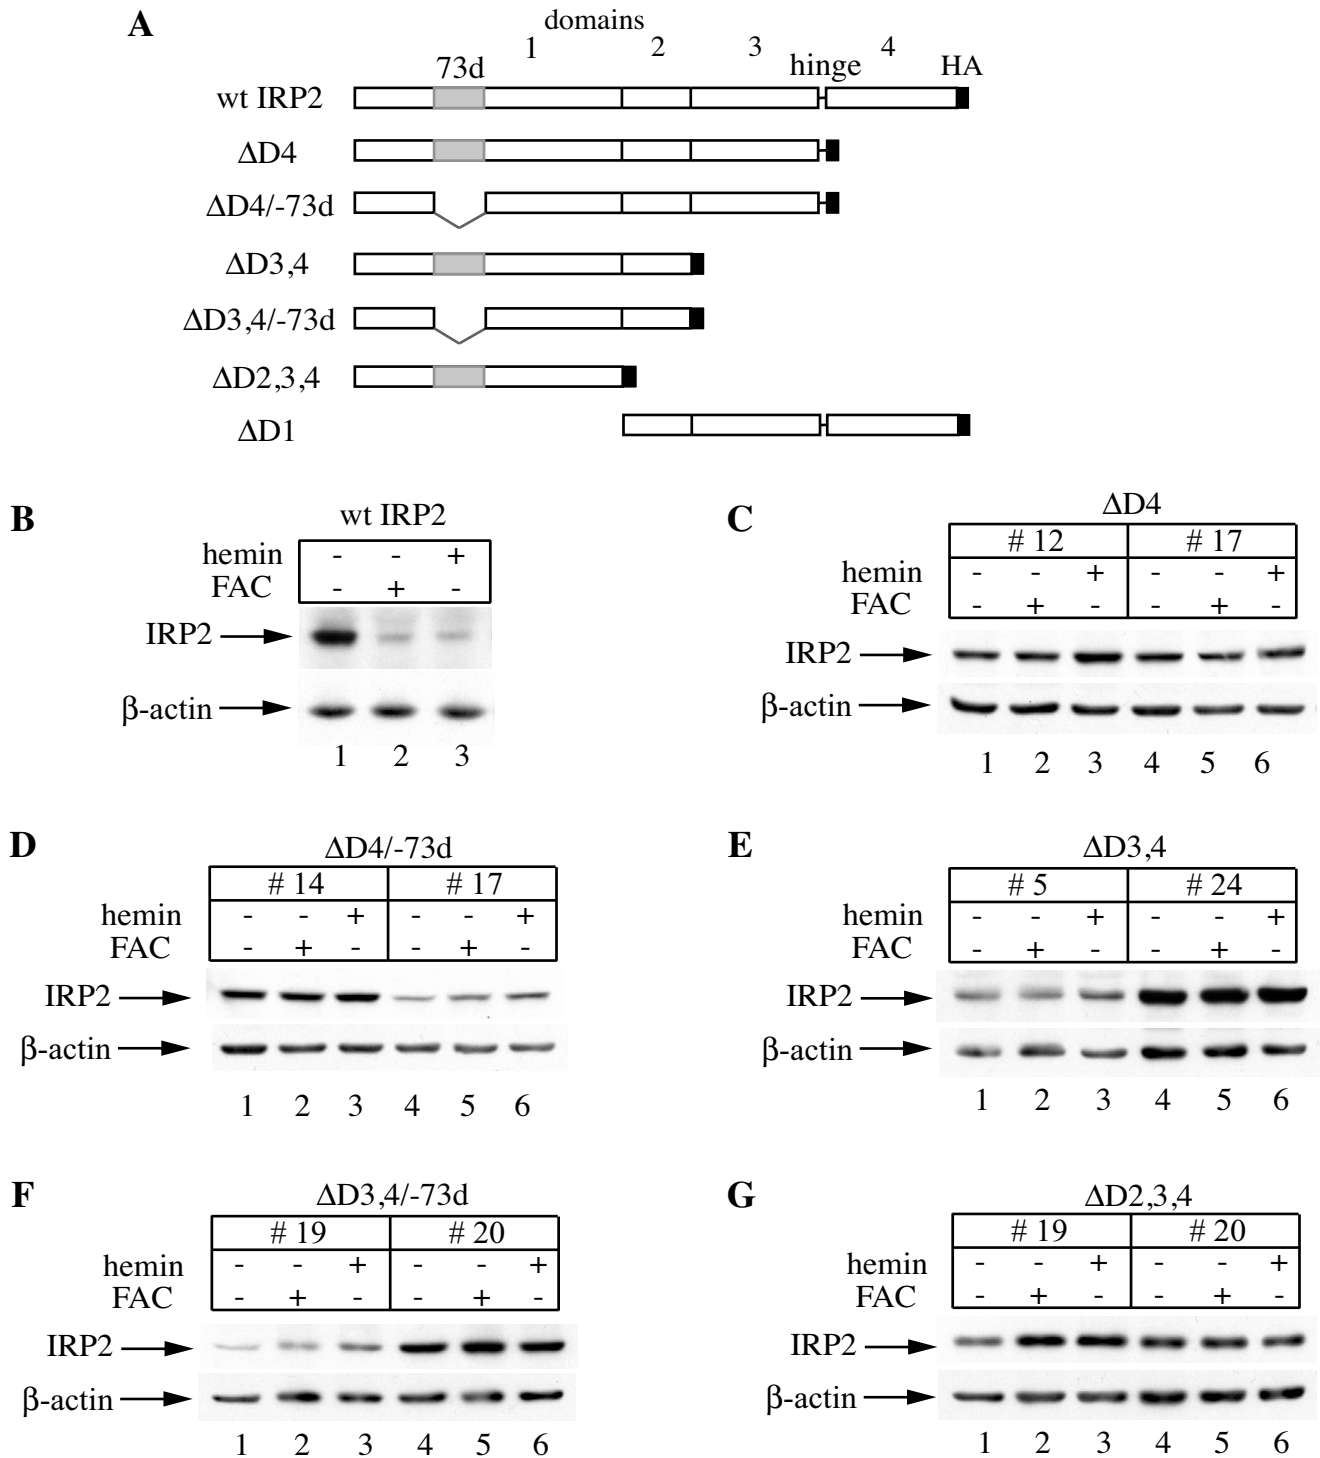 A
domains
1 2 3 4
73d hinge HA
wt IRP2
ΔD4
ΔD4/-73d
ΔD3,4
ΔD3,4/-73d
ΔD2,3,4
ΔD1
B
wt IRP2
hemin - - +
FAC - + -
IRP2
β-actin
1 2 3
C
ΔD4
# 12 # 17
hemin - - + - - +
FAC - + - - + -
IRP2
β-actin
1 2 3 4 5 6
D
ΔD4/-73d
# 14 # 17
hemin - - + - - +
FAC - + - - + -
IRP2
β-actin
1 2 3 4 5 6
E
ΔD3,4
# 5 # 24
hemin - - + - - +
FAC - + - - + -
IRP2
β-actin
1 2 3 4 5 6
F
ΔD3,4/-73d
# 19 # 20
hemin - - + - - +
FAC - + - - + -
IRP2
β-actin
1 2 3 4 5 6
G
ΔD2,3,4
# 19 # 20
hemin - - + - - +
FAC - + - - + -
IRP2
β-actin
1 2 3 4 5 6